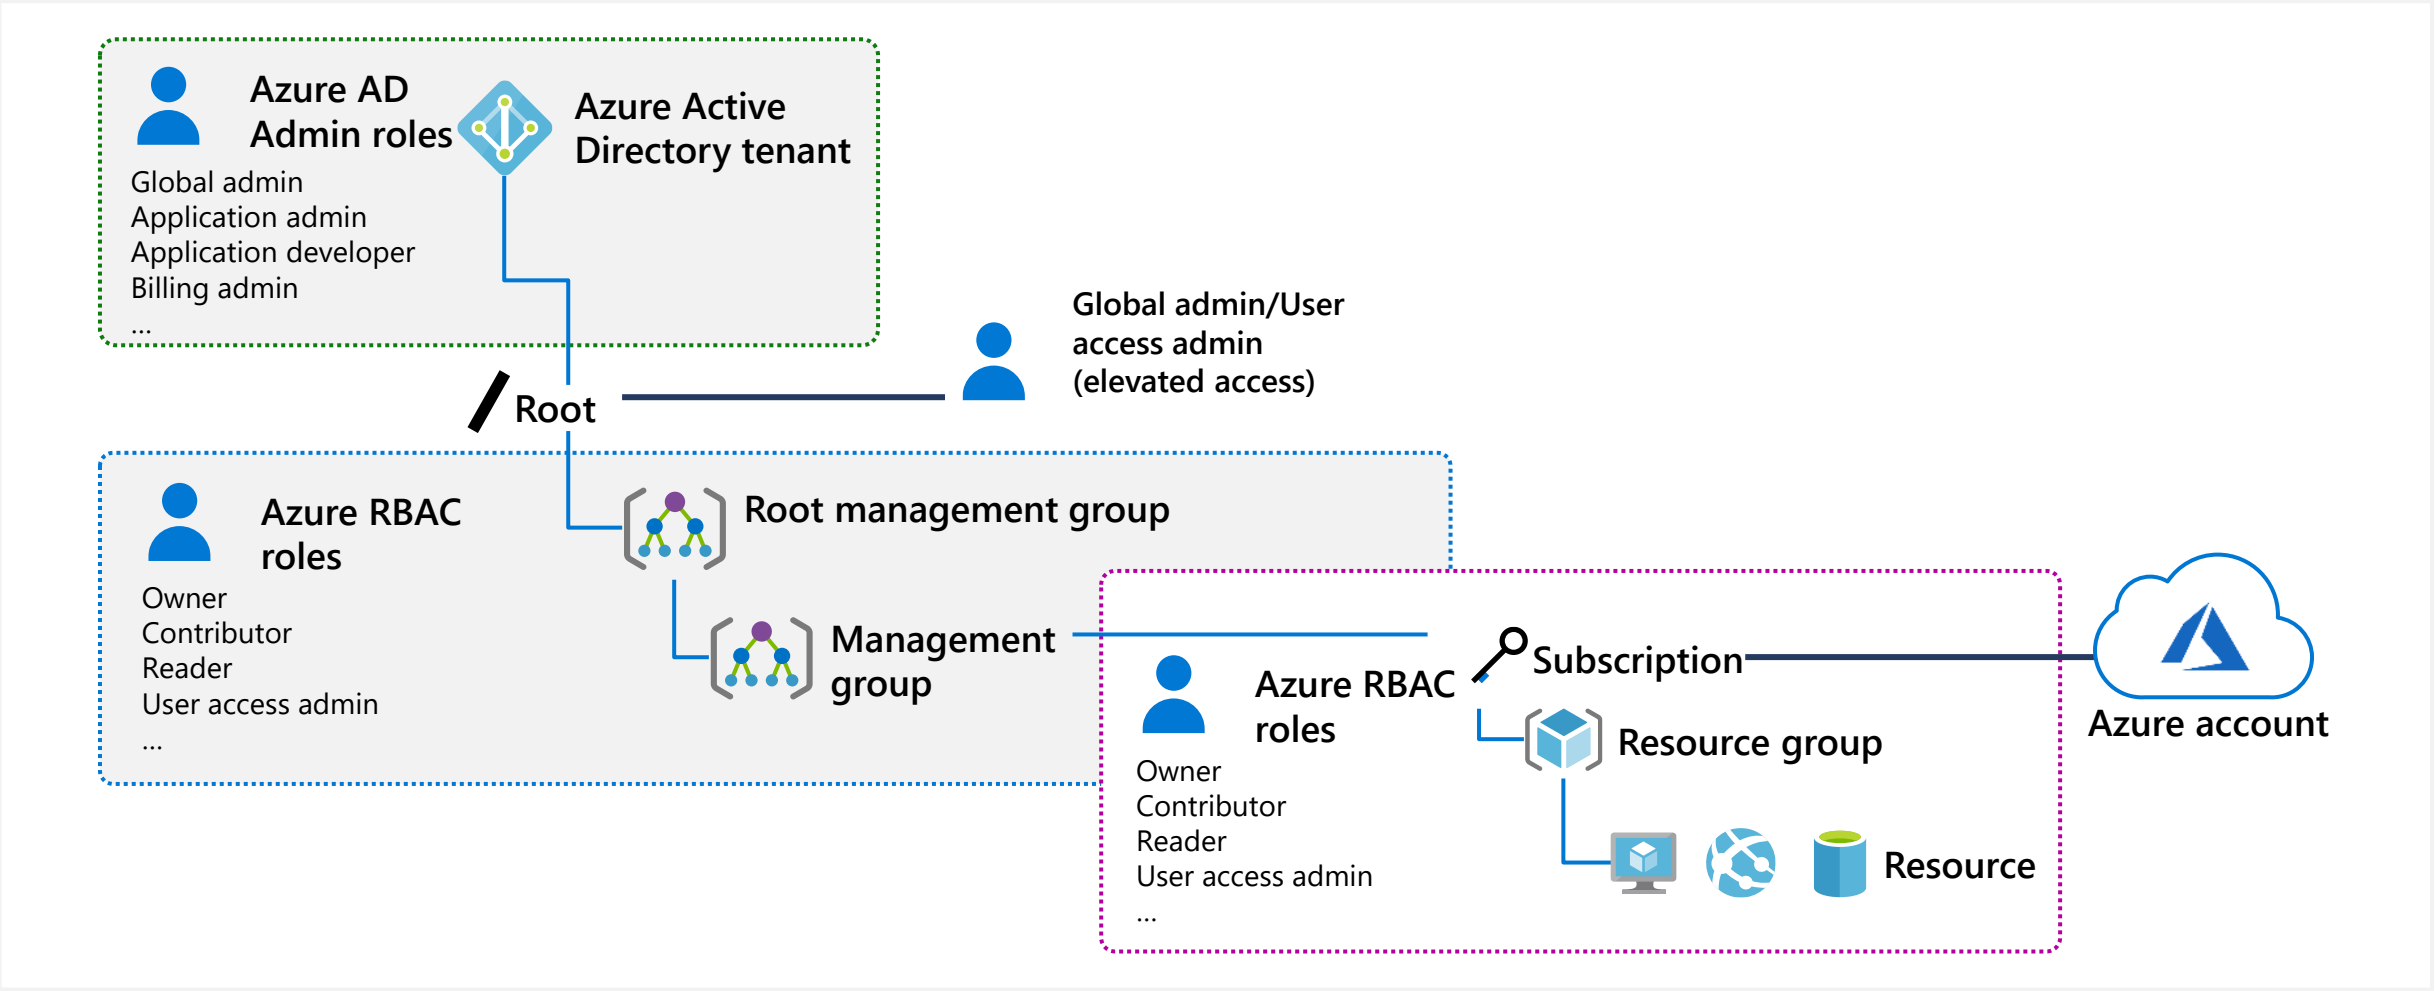 Azure AD
Admin roles
Azure Active
Directory tenant
Global admin
Application admin
Application developer
Billing admin
...
Root
Global admin/User
access admin
(elevated access)
Azure RBAC
roles
Owner
Contributor
Reader
User access admin
...
Root management group
Management
group
Azure RBAC
roles
Owner
Contributor
Reader
User access admin
...
Subscription
Resource group
Resource
Azure account